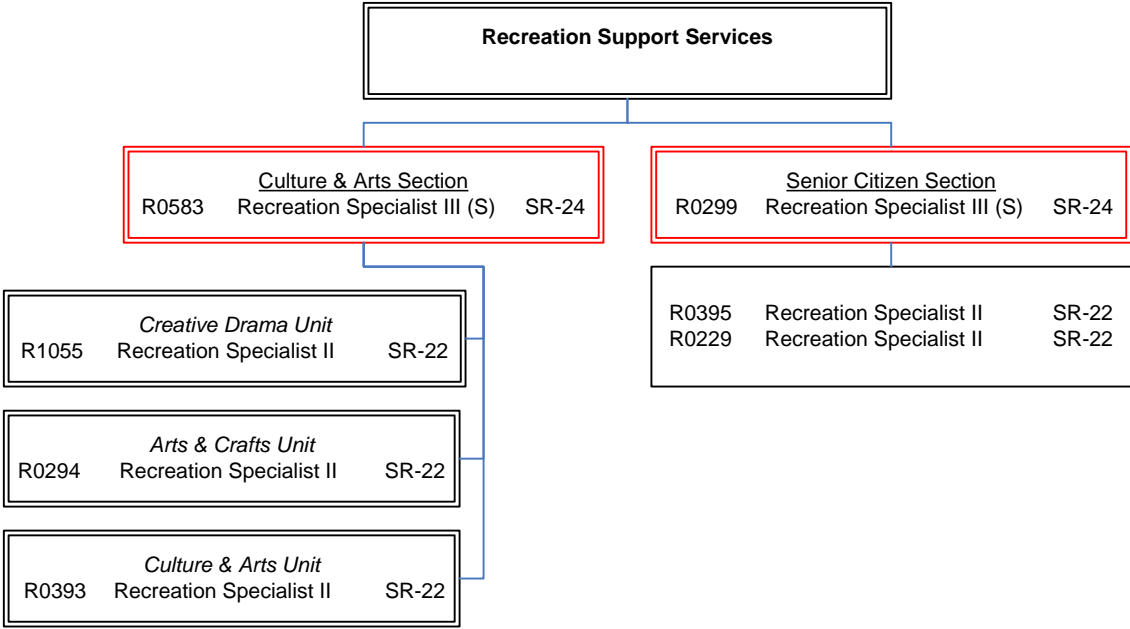 Recreation Support Services
Culture & Arts Section
R0583 Recreation Specialist III (S) SR-24
Senior Citizen Section
R0299 Recreation Specialist III (S) SR-24
Creative Drama Unit
R1055 Recreation Specialist II SR-22
Arts & Crafts Unit
R0294 Recreation Specialist II SR-22
Culture & Arts Unit
R0393 Recreation Specialist II SR-22
R0395 Recreation Specialist II SR-22
R0229 Recreation Specialist II SR-22